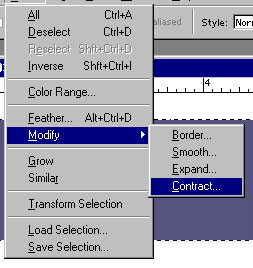 All Ctrl+A
Deselect Ctrl+D
Reselect Shft+Ctrl+D
Inverse Shft+Ctrl+I
Color Range...
Feather... Alt+Ctrl+D
Modify
Grow
Similar
Transform Selection
Load Selection...
Save Selection...
aliased
Style: Norm
4
Border...
Smooth...
Expand...
Contract...